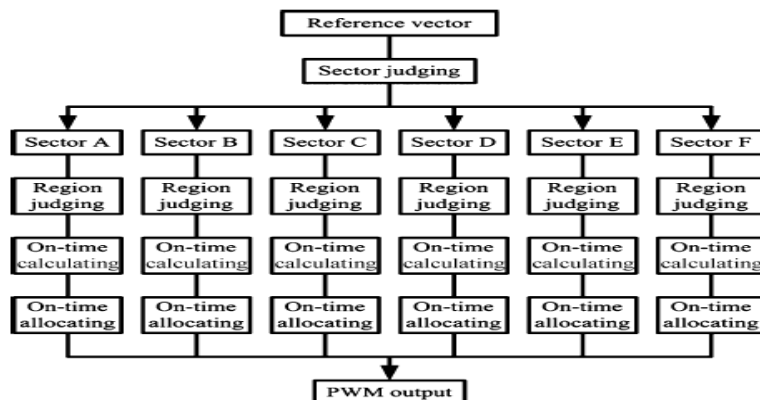 Reference vector
Sector judging
Sector A
Sector B
Sector C
Sector D
Sector E
Sector F
Region
judging
Region
judging
Region
judging
Region
judging
Region
judging
Region
judging
On-time
calculating
On-time
calculating
On-time
calculating
On-time
calculating
On-time
calculating
On-time
calculating
On-time
allocating
On-time
allocating
On-time
allocating
On-time
allocating
On-time
allocating
On-time
allocating
PWM output